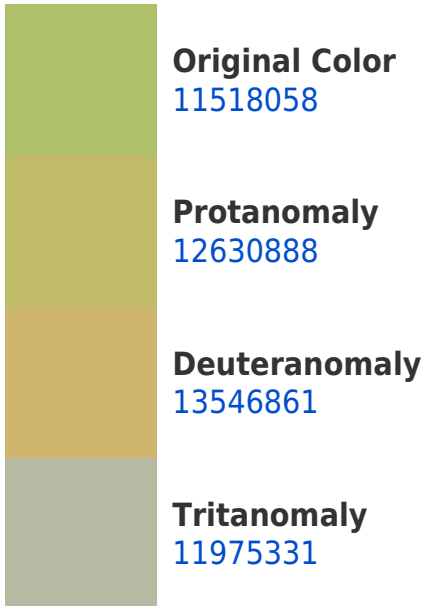 Original Color
11518058
Protanomaly
12630888
Deuteranomaly
13546861
Tritanomaly
11975331